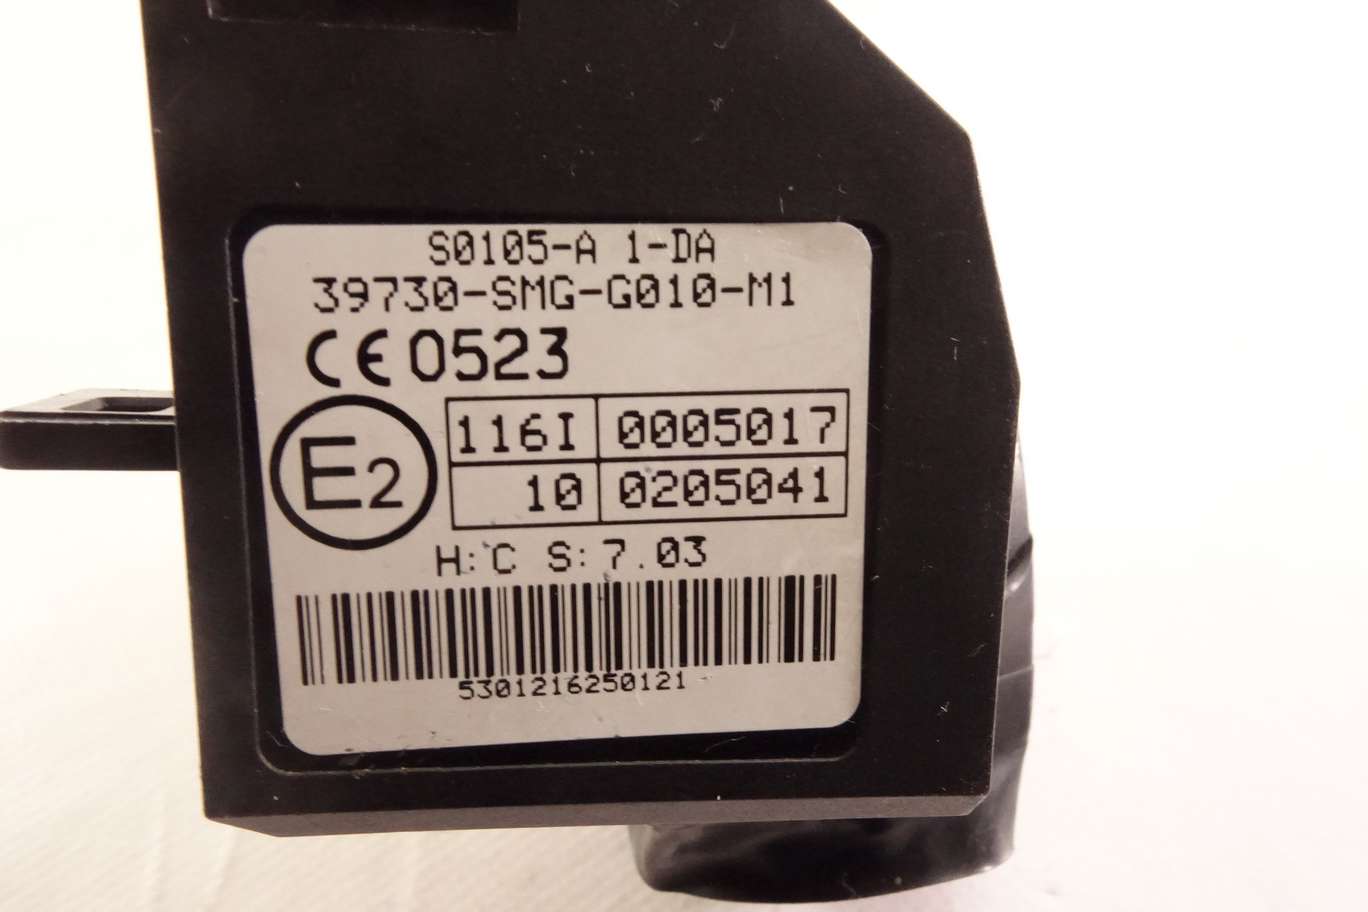 S0105-A 1-DA
39730-SMG-G010-M1
CE 0523
E2
116I 0005017
10 0205041
H:C S:7.03
5301216250121